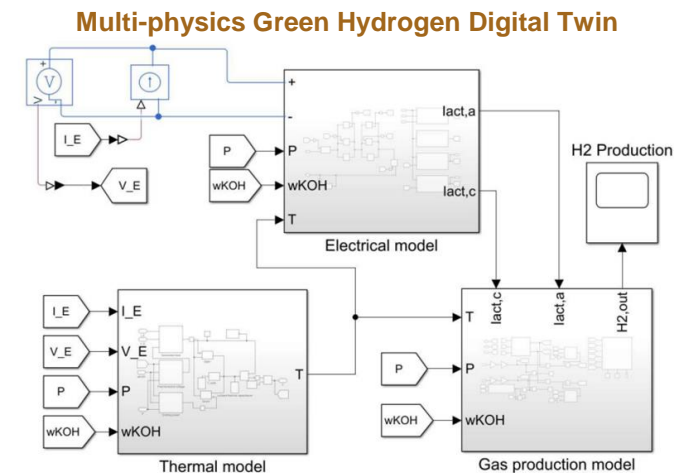 Multi-physics Green Hydrogen Digital Twin
+
V
I_E
V_E
P
wKOH
+
-
P
wKOH
T
Iact,a
Iact,c
Electrical model
H2 Production
I_E
V_E
P
wKOH
I_E
V_E
P
wKOH
T
Thermal model
P
wKOH
T
P
wKOH
Iact,c
Iact,a
H2,out
Gas production model